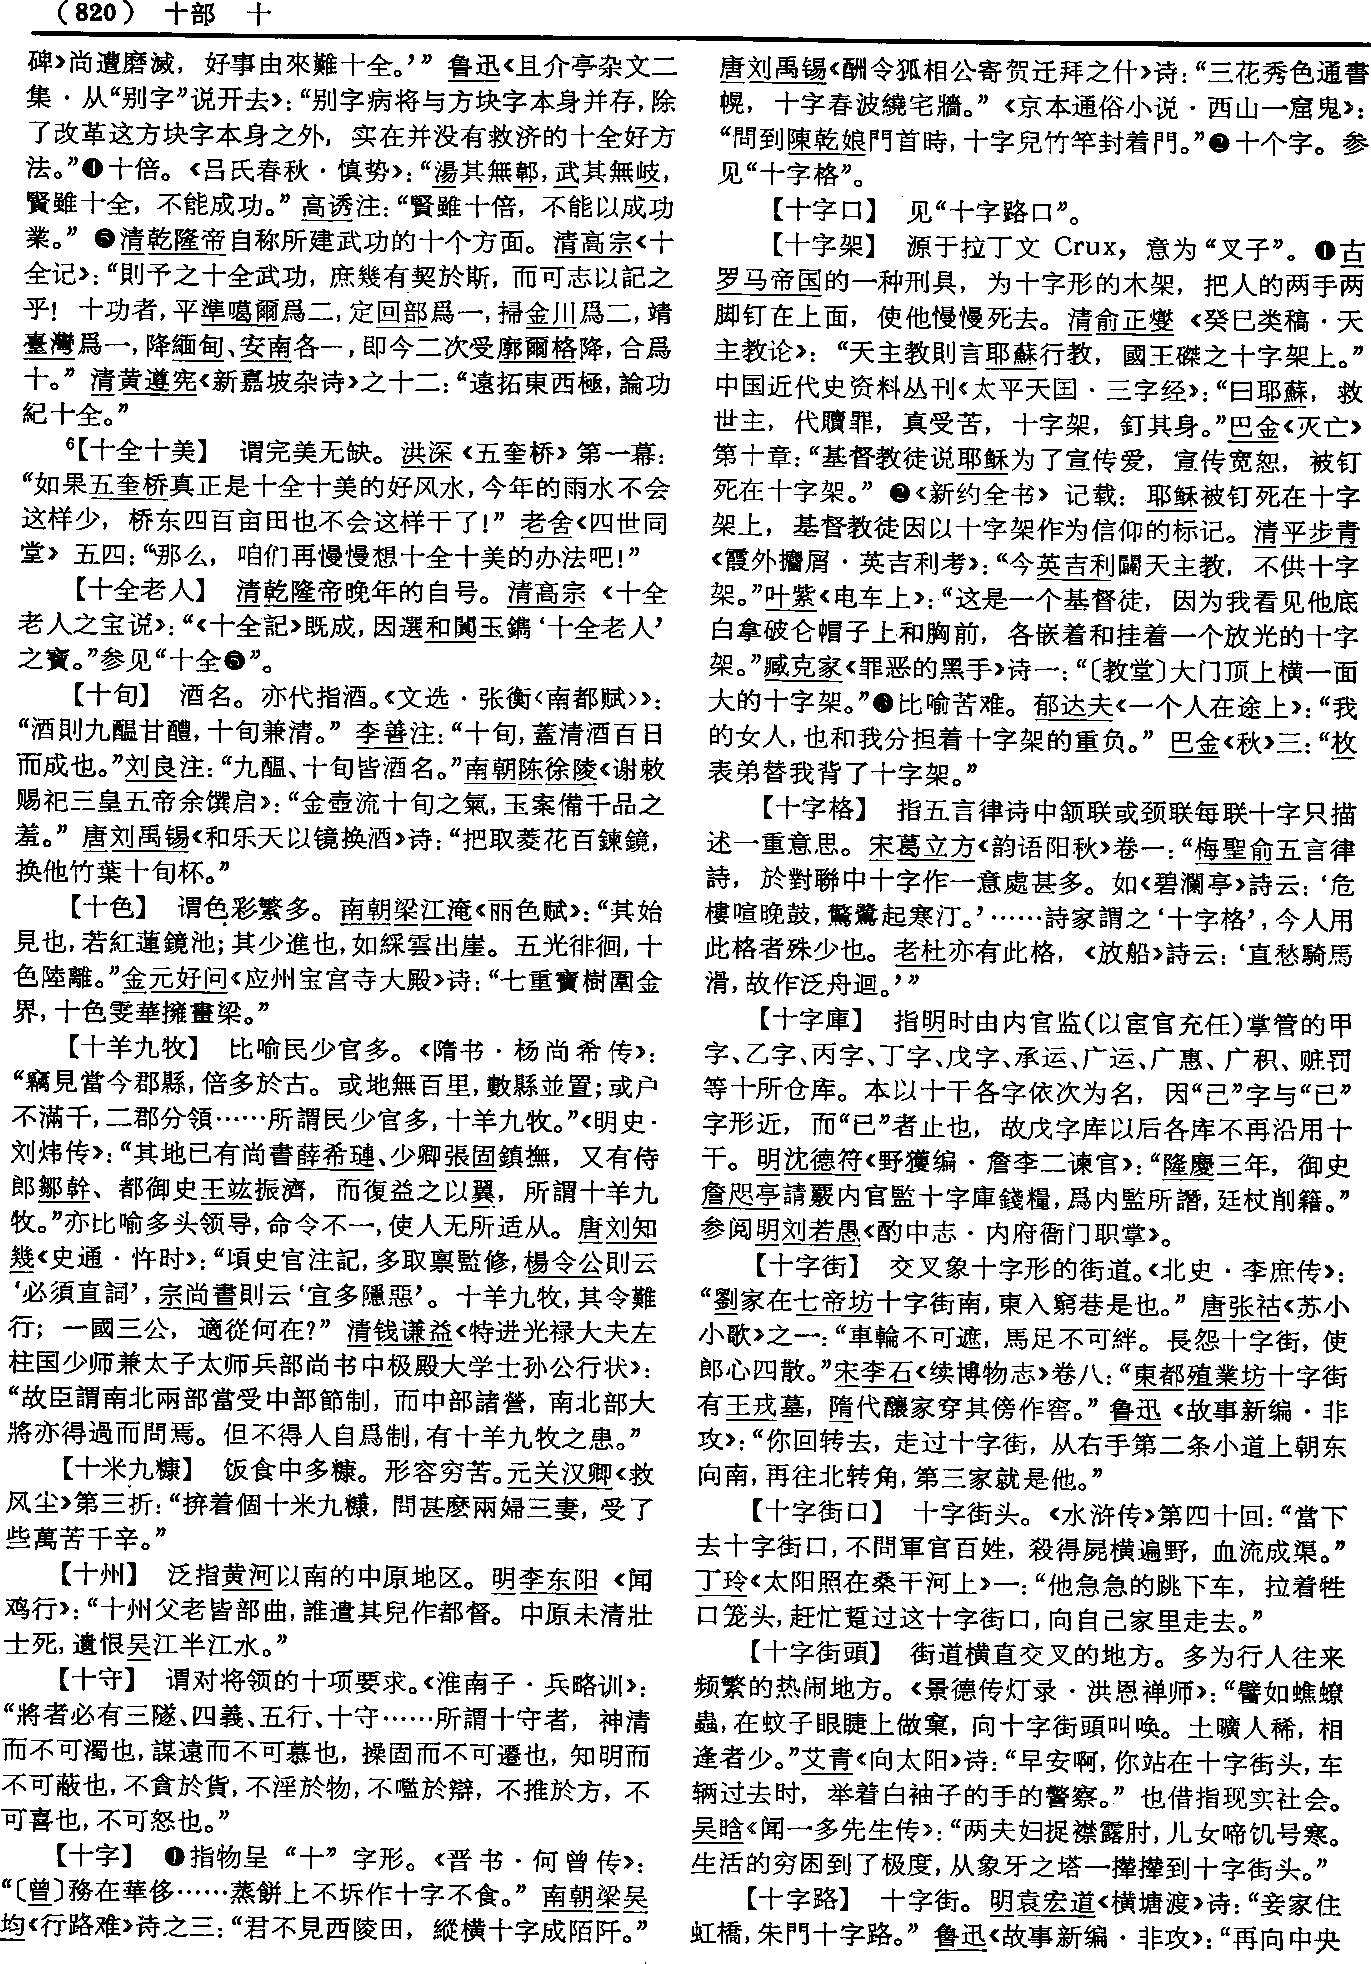 （820） 十部 十
碑》尚遭磨滅，好事由來難十全。’” 鲁迅《且介亭杂文二
集·从“别字”说开去》：“别字病将与方块字本身并存，除
了改革这方块字本身之外，实在并没有救济的十全好方
法。”❹十倍。《吕氏春秋·慎势》：“湯其無鄣，武其無岐，
賢雖十全，不能成功。” 高诱注：“賢雖十倍，不能以成功
業。” ❺清乾隆帝自称所建武功的十个方面。清高宗《十
全记》：“則予之十全武功，庶幾有契於斯，而可志以記之
乎！十功者，平準噶爾爲二，定回部爲一，掃金川爲二，靖
臺灣爲一，降緬甸、安南各一，即今二次受廓爾格降，合爲
十。” 清黄遵宪《新嘉坡杂诗》之十二：“遠拓東西極，論功
紀十全。”
⁶【十全十美】 谓完美无缺。洪深《五奎桥》第一幕：
“如果五奎桥真正是十全十美的好风水，今年的雨水不会
这样少，桥东四百亩田也不会这样干了！” 老舍《四世同
堂》五四：“那么，咱们再慢慢想十全十美的办法吧！”
【十全老人】 清乾隆帝晚年的自号。清高宗《十全
老人之宝说》：“《十全記》既成，因選和闐玉鐫‘十全老人’
之寶。”参见“十全❺”。
【十旬】 酒名。亦代指酒。《文选·张衡〈南都赋〉》：
“酒則九醞甘醴，十旬兼清。” 李善注：“十旬，蓋清酒百日
而成也。”刘良注：“九醞、十旬皆酒名。”南朝陈徐陵《谢敕
赐祀三皇五帝余馔启》：“金壺流十旬之氣，玉案備千品之
羞。” 唐刘禹锡《和乐天以镜换酒》诗：“把取菱花百鍊鏡，
换他竹葉十旬杯。”
【十色】 谓色彩繁多。南朝梁江淹《丽色赋》：“其始
見也，若紅蓮鏡池；其少進也，如綵雲出崖。五光徘徊，十
色陸離。”金元好问《应州宝宫寺大殿》诗：“七重寶樹圍金
界，十色雯華擁畫梁。”
【十羊九牧】 比喻民少官多。《隋书·杨尚希传》：
“竊見當今郡縣，倍多於古。或地無百里，數縣並置；或户
不滿千，二郡分領……所謂民少官多，十羊九牧。”《明史·
刘炜传》：“其地已有尚書薛希璉、少卿張固鎮撫，又有侍
郎鄒幹、都御史王竑振濟，而復益之以翼，所謂十羊九
牧。”亦比喻多头领导，命令不一，使人无所适从。唐刘知
幾《史通·忤时》：“頃史官注記，多取禀監修，楊令公則云
‘必須直詞’，宗尚書則云‘宜多隱惡’。十羊九牧，其令難
行；一國三公，適從何在？” 清钱谦益《特进光禄大夫左
柱国少师兼太子太师兵部尚书中极殿大学士孙公行状》：
“故臣謂南北兩部當受中部節制，而中部諸營，南北部大
將亦得過而問焉。但不得人自爲制，有十羊九牧之患。”
【十米九糠】 饭食中多糠。形容穷苦。元关汉卿《救
风尘》第三折：“拚着個十米九糠，問甚麽兩婦三妻，受了
些萬苦千辛。”
【十州】 泛指黄河以南的中原地区。明李东阳《闻
鸡行》：“十州父老皆部曲，誰遣其兒作都督。中原未清壯
士死，遺恨吴江半江水。”
【十守】 谓对将领的十项要求。《淮南子·兵略训》：
“將者必有三隧、四義、五行、十守……所謂十守者，神清
而不可濁也，謀遠而不可慕也，操固而不可遷也，知明而
不可蔽也，不貪於貨，不淫於物，不嚂於辯，不推於方，不
可喜也，不可怒也。”
【十字】 ❶指物呈“十”字形。《晋书·何曾传》：
“〔曾〕務在華侈……蒸餅上不坼作十字不食。” 南朝梁吴
均《行路难》诗之三：“君不見西陵田，縱橫十字成陌阡。”
唐刘禹锡《酬令狐相公寄贺迁拜之什》诗：“三花秀色通書
幌，十字春波繞宅牆。”《京本通俗小说·西山一窟鬼》：
“問到陳乾娘門首時，十字兒竹竿封着門。”❷十个字。参
见“十字格”。
【十字口】 见“十字路口”。
【十字架】 源于拉丁文 Crux，意为“叉子”。❶古
罗马帝国的一种刑具，为十字形的木架，把人的两手两
脚钉在上面，使他慢慢死去。清俞正燮《癸巳类稿·天
主教论》：“天主教則言耶蘇行教，國王磔之十字架上。”
中国近代史资料丛刊《太平天囯·三字经》：“曰耶蘇，救
世主，代贖罪，真受苦，十字架，釘其身。”巴金《灭亡》
第十章：“基督教徒说耶稣为了宣传爱，宣传宽恕，被钉
死在十字架。” ❷《新约全书》记载：耶稣被钉死在十字
架上，基督教徒因以十字架作为信仰的标记。清平步青
《霞外攟屑·英吉利考》：“今英吉利闢天主教，不供十字
架。”叶紫《电车上》：“这是一个基督徒，因为我看见他底
白拿破仑帽子上和胸前，各嵌着和挂着一个放光的十字
架。”臧克家《罪恶的黑手》诗一：“〔教堂〕大门顶上横一面
大的十字架。”❸比喻苦难。郁达夫《一个人在途上》：“我
的女人，也和我分担着十字架的重负。” 巴金《秋》三：“枚
表弟替我背了十字架。”
【十字格】 指五言律诗中颔联或颈联每联十字只描
述一重意思。宋葛立方《韵语阳秋》卷一：“梅聖俞五言律
詩，於對聯中十字作一意處甚多。如《碧瀾亭》詩云：‘危
樓喧晚鼓，驚鷺起寒汀。’……詩家謂之‘十字格’，今人用
此格者殊少也。老杜亦有此格，《放船》詩云：‘直愁騎馬
滑，故作泛舟迴。’”
【十字庫】 指明时由内官监（以宦官充任）掌管的甲
字、乙字、丙字、丁字、戊字、承运、广运、广惠、广积、赃罚
等十所仓库。本以十干各字依次为名，因“己”字与“已”
字形近，而“已”者止也，故戊字库以后各库不再沿用十
干。明沈德符《野獲编·詹李二谏官》：“隆慶三年，御史
詹咫亭請覈内官監十字庫錢糧，爲内監所譖，廷杖削籍。”
参阅明刘若愚《酌中志·内府衙门职掌》。
【十字街】 交叉象十字形的街道。《北史·李庶传》：
“劉家在七帝坊十字街南，東入窮巷是也。” 唐张祜《苏小
小歌》之一：“車輪不可遮，馬足不可絆。長怨十字街，使
郎心四散。”宋李石《续博物志》卷八：“東都殖業坊十字街
有王戎墓，隋代釀家穿其傍作窖。” 鲁迅《故事新编·非
攻》：“你回转去，走过十字街，从右手第二条小道上朝东
向南，再往北转角，第三家就是他。”
【十字街口】 十字街头。《水浒传》第四十回：“當下
去十字街口，不問軍官百姓，殺得屍橫遍野，血流成渠。”
丁玲《太阳照在桑干河上》一：“他急急的跳下车，拉着牲
口笼头，赶忙踅过这十字街口，向自己家里走去。”
【十字街頭】 街道横直交叉的地方。多为行人往来
频繁的热闹地方。《景德传灯录·洪恩禅师》：“譬如蟭螟
蟲，在蚊子眼睫上做窠，向十字街頭叫唤。土曠人稀，相
逢者少。”艾青《向太阳》诗：“早安啊，你站在十字街头，车
辆过去时，举着白袖子的手的警察。” 也借指现实社会。
吴晗《闻一多先生传》：“两夫妇捉襟露肘，儿女啼饥号寒。
生活的穷困到了极度，从象牙之塔一撵撵到十字街头。”
【十字路】 十字街。明袁宏道《横塘渡》诗：“妾家住
虹橋，朱門十字路。” 鲁迅《故事新编·非攻》：“再向中央